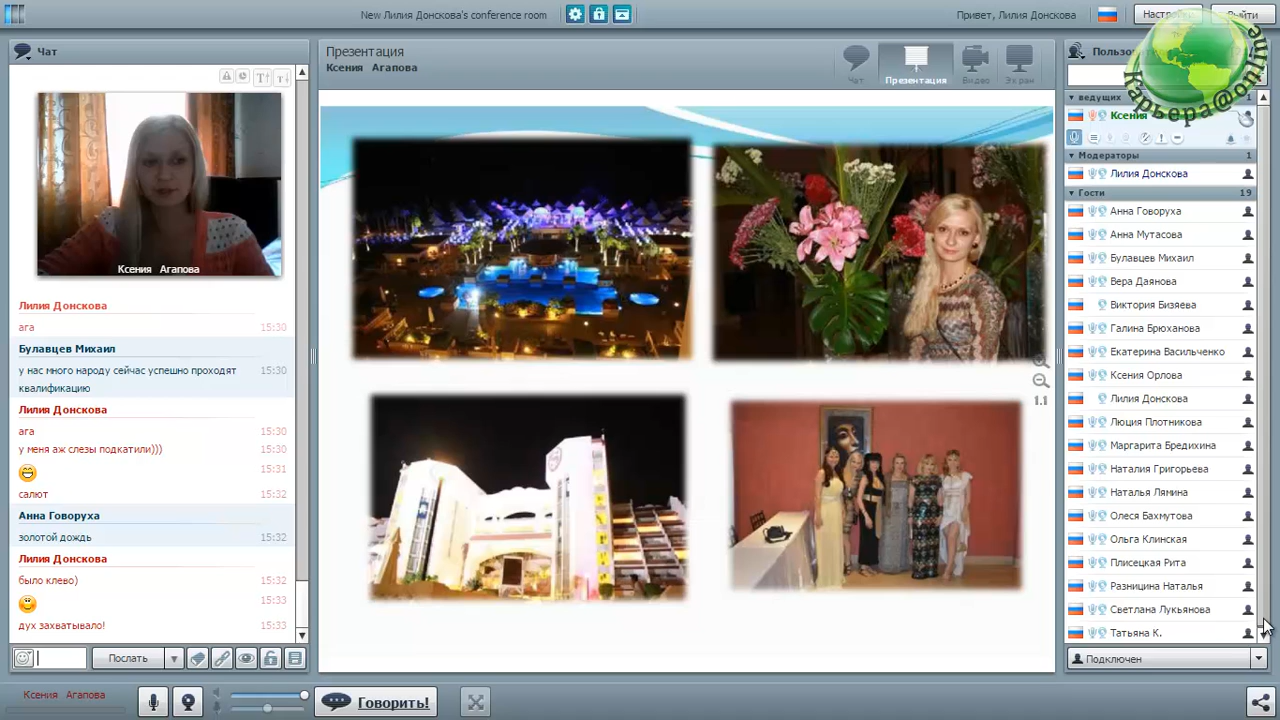 New Лилия Донскова's conference room
Привет, Лилия Донскова
Настройки
Выйти
Чат
Ксения Агапова
Лилия Донскова
ага 15:30
Булавцев Михаил
у нас много народу сейчас успешно проходят 15:30
квалификацию
Лилия Донскова
ага 15:30
у меня аж слезы подкатили))) 15:30
15:31
салют 15:32
Анна Говоруха
золотой дождь 15:32
Лилия Донскова
было клево) 15:32
15:33
дух захватывало! 15:33
Послать
Презентация
Ксения Агапова
Чат
Презентация
Видео
Экран
1.1
карьера@online
ведущих 1
Ксения
Модераторы 1
Лилия Донскова
Гости 19
Анна Говоруха
Анна Мутасова
Булавцев Михаил
Вера Даянова
Виктория Бизяева
Галина Брюханова
Екатерина Васильченко
Ксения Орлова
Лилия Донскова
Люция Плотникова
Маргарита Бредихина
Наталия Григорьева
Наталья Лямина
Олеся Бахмутова
Ольга Клинская
Плисецкая Рита
Разницина Наталья
Светлана Лукьянова
Татьяна К.
Подключен
Ксения Агапова
Говорить!